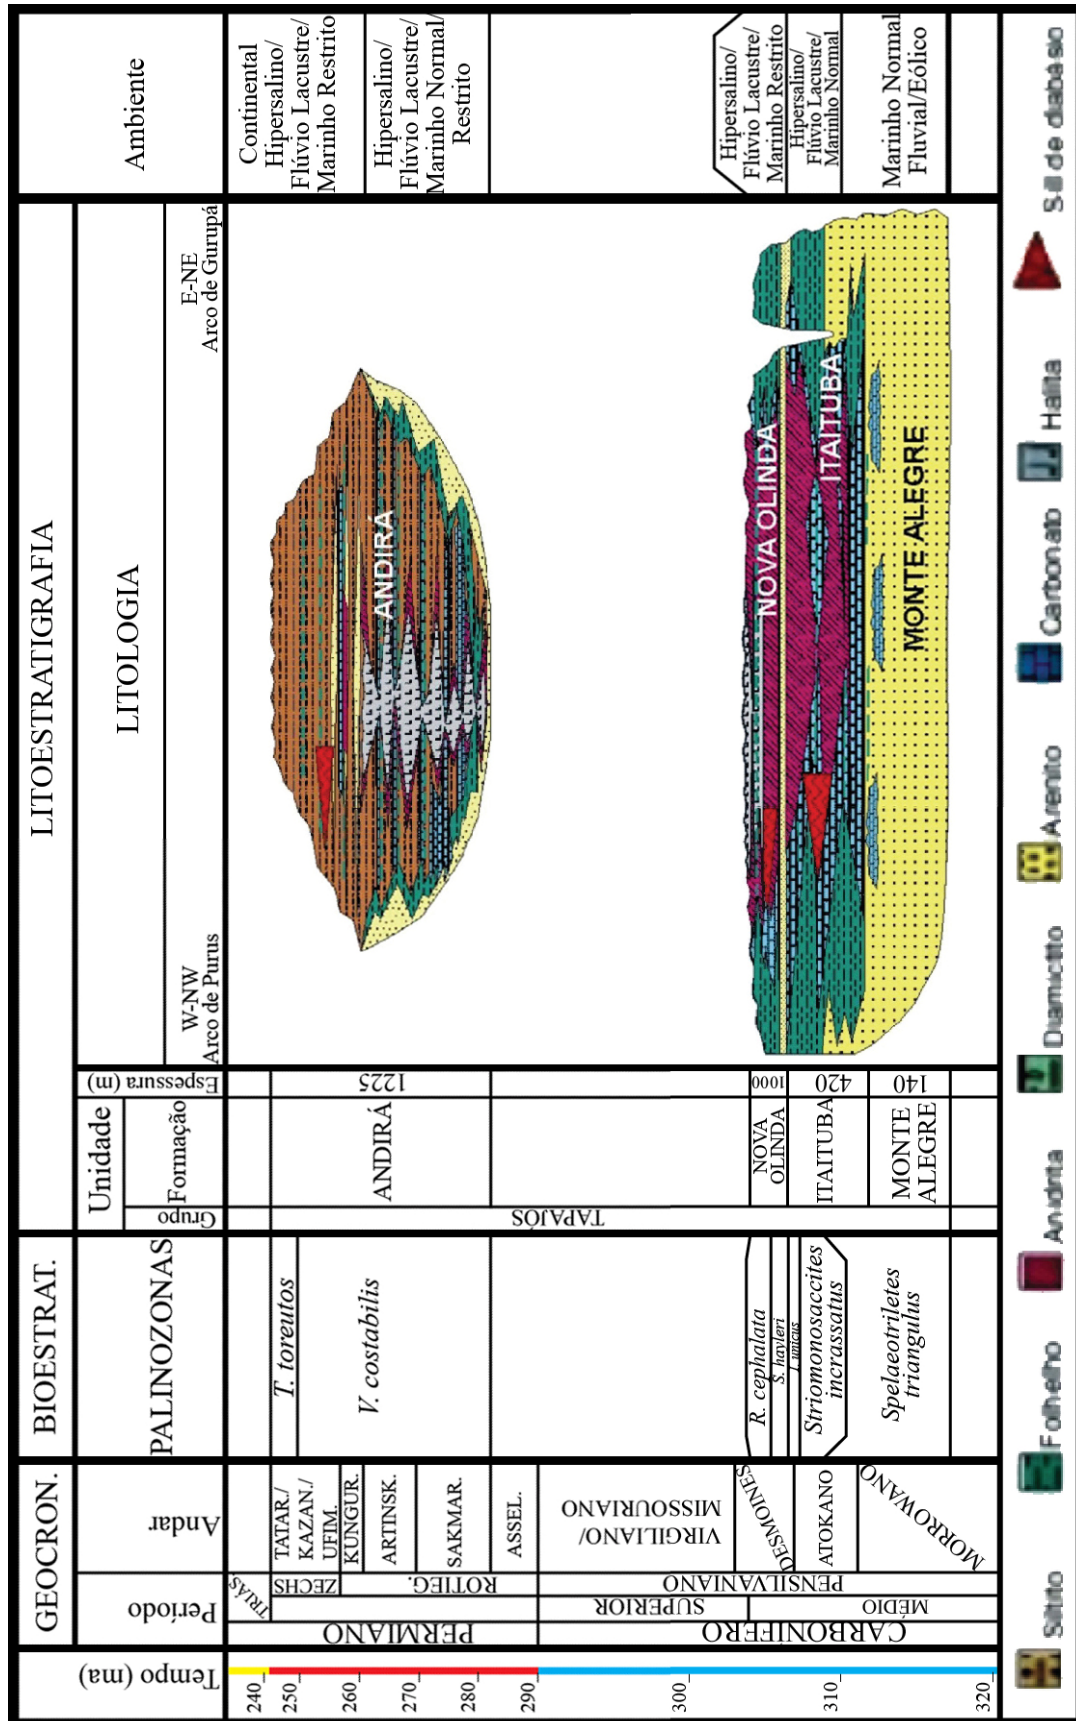 GEOCRON.
BIOESTRAT.
LITOESTRATIGRAFIA
Tempo (ma)
Período
Andar
PALINOZONAS
Unidade
Grupo
Formação
Espessura (m)
LITOLOGIA
W-NW
Arco de Purus
E-NE
Arco de Gurupá
Ambiente
240
250
260
270
280
290
300
310
320
TRIÁS.
PERMIANO
CARBONÍFERO
ZECHS
ROTIEG.
SUPERIOR
MÉDIO
PENSILVANIANO
TATAR./
KAZAN./
UFIM.
KUNGUR.
ARTINSK.
SAKMAR.
ASSEL.
VIRGILIANO/
MISSOURIANO
DESMOINES
ATOKANO
MORROWANO
T. toreutos
V. costabilis
R. cephalata
S. hayleri
I. unicus
Striomonosaccites
incrassatus
Spelaeotriletes
triangulus
TAPAJÓS
ANDIRÁ
NOVA
OLINDA
ITAITUBA
MONTE
ALEGRE
1225
1000
420
140
ANDIRÁ
NOVA OLINDA
ITAITUBA
MONTE ALEGRE
Continental
Hipersalino/
Flúvio Lacustre/
Marinho Restrito
Hipersalino/
Flúvio Lacustre/
Marinho Normal/
Restrito
Hipersalino/
Flúvio Lacustre/
Marinho Restrito
Hipersalino/
Flúvio Lacustre/
Marinho Normal
Marinho Normal
Fluvial/Eólico
Siltito
Folhelho
Anidrita
Diamictito
Arenito
Carbonato
Halita
Sill de diabásio